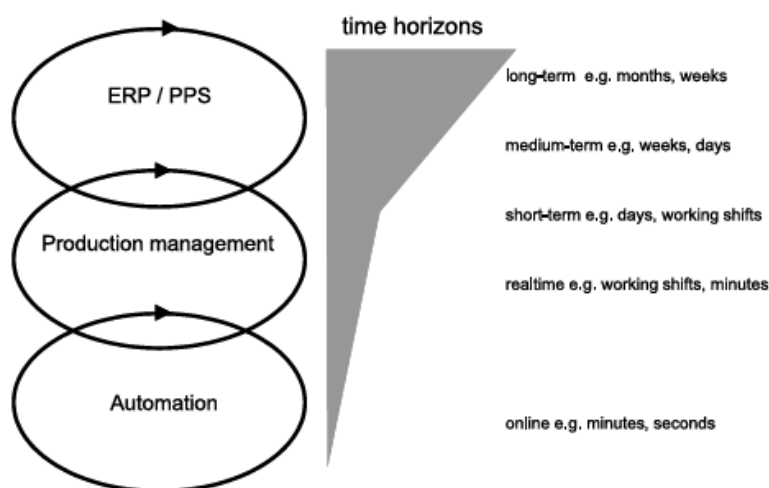 time horizons
ERP / PPS
long-term e.g. months, weeks
medium-term e.g. weeks, days
short-term e.g. days, working shifts
Production management
realtime e.g. working shifts, minutes
Automation
online e.g. minutes, seconds